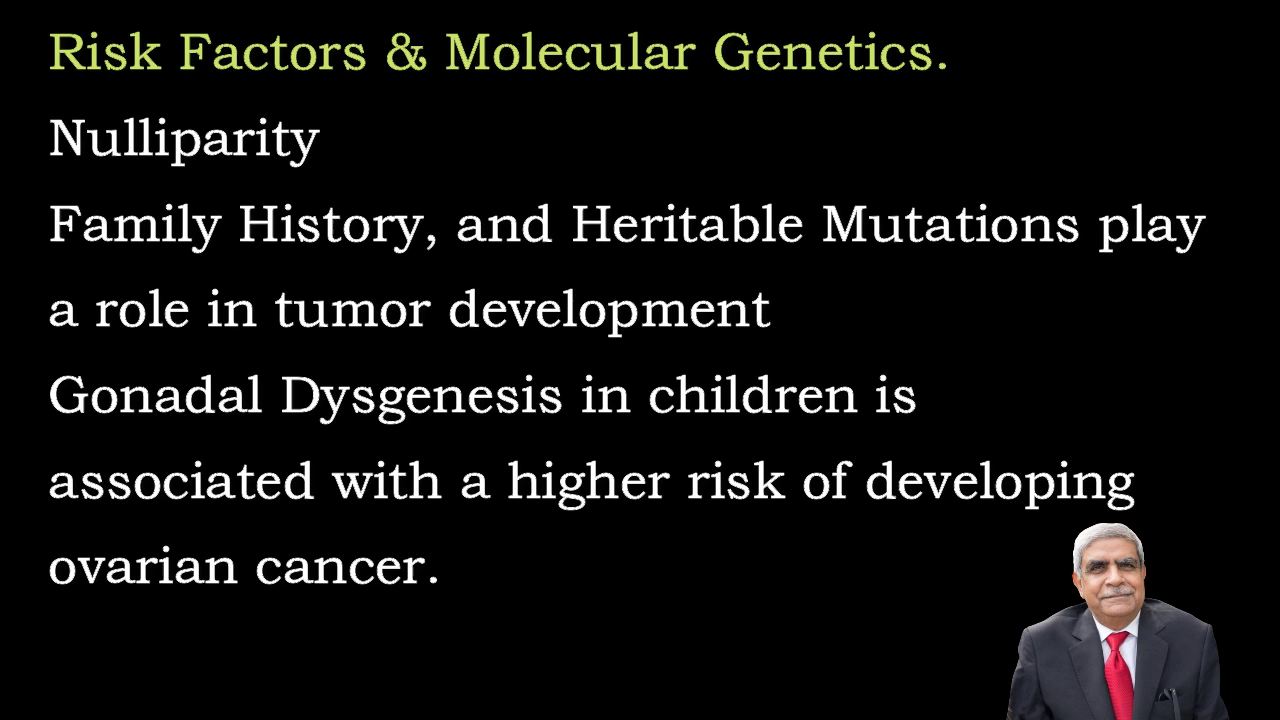 Risk Factors & Molecular Genetics.
Nulliparity
Family History, and Heritable Mutations play
a role in tumor development
Gonadal Dysgenesis in children is
associated with a higher risk of developing
ovarian cancer.